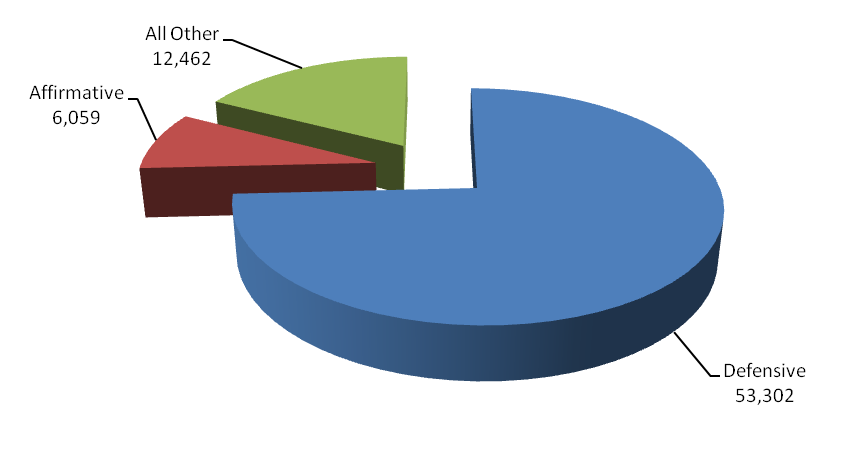 All Other
12,462
Affirmative
6,059
Defensive
53,302